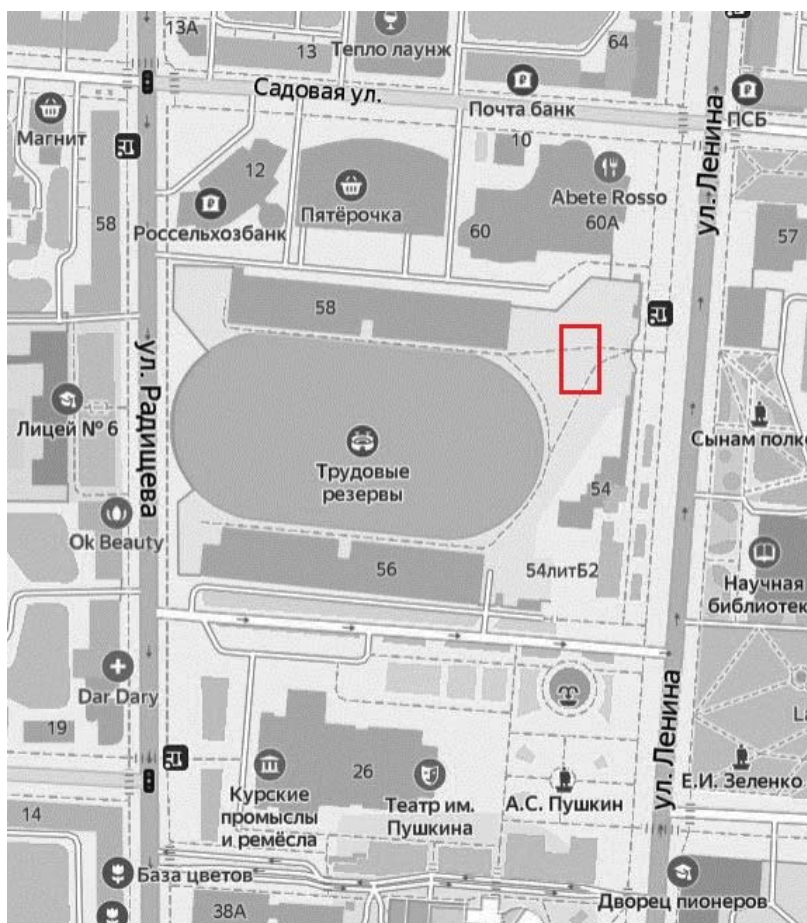 13А
13
Тепло лаунж
64
Садовая ул.
Почта банк
ПСБ
Магнит
10
ул. Ленина
12
Пятёрочка
Abete Rosso
60А
58
Россельхозбанк
60
57
58
ул. Радищева
Лицей № 6
Трудовые
резервы
Сынам полко
54
Ok Beauty
56
54литБ2
Научная
библиотек
Dar Dary
19
26
Курские
промыслы
и ремёсла
Театр им.
Пушкина
А.С. Пушкин
ул. Ленина
Е.И. Зеленко
14
База цветов
Дворец пионеров
38А